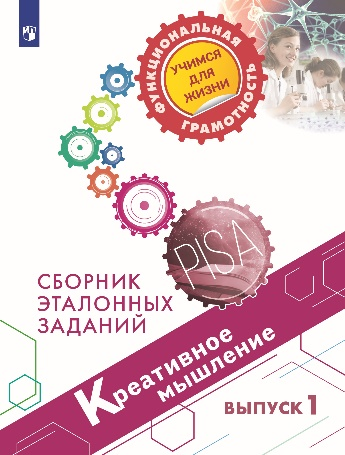 ФУНКЦИОНАЛЬНАЯ
ГРАМОТНОСТЬ
УЧИМСЯ
ДЛЯ
ЖИЗНИ
PISA
СБОРНИК
ЭТАЛОННЫХ
ЗАДАНИЙ
Креативное
мышление
ВЫПУСК 1